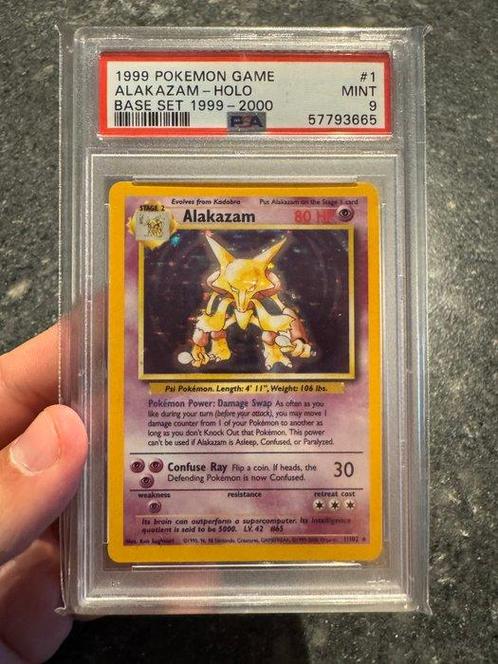 1999 POKEMON GAME #1
ALAKAZAM - HOLO MINT
BASE SET 1999 - 2000 9
PSA 57793665
Evolves from Kadabra Put Alakazam on the Stage 1 card
STAGE 2
Alakazam 80 HP
Psi Pokémon. Length: 4' 11", Weight: 106 lbs.
Pokémon Power: Damage Swap As often as you
like during your turn (before your attack), you may move 1
damage counter from 1 of your Pokémon to another as
long as you don't Knock Out that Pokémon. This power
can't be used if Alakazam is Asleep, Confused, or Paralyzed.
Confuse Ray Flip a coin. If heads, the
Defending Pokémon is now Confused.
30
weakness resistance retreat cost
Its brain can outperform a supercomputer. Its intelligence
quotient is said to be 5000. LV. 42 #65
Illus. Ken Sugimori 1/102